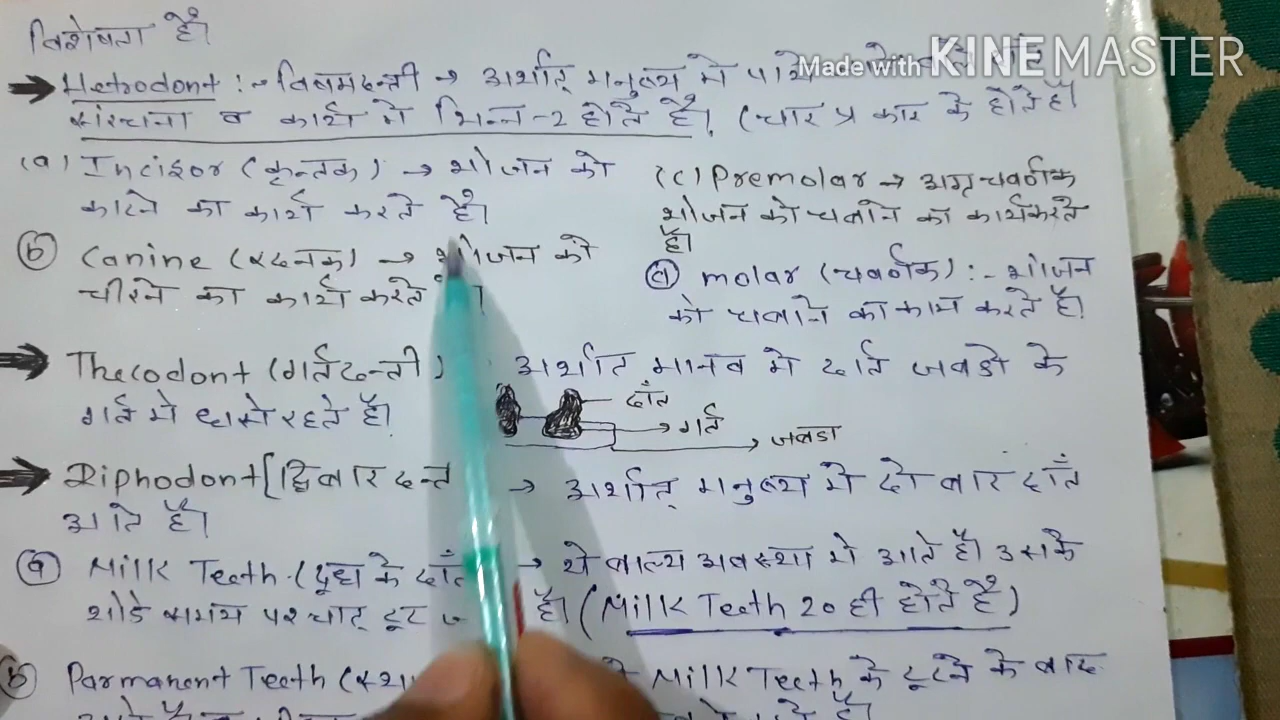 विशेषता है।
→ Hetrodont :- विषमदन्ती → अर्थात् मनुष्य मे पाये
Made with KINEMASTER
संरचना व कार्य मे भिन्न-2 होते है। (चार प्रकार के होते है।
(a) Incisor (कृन्तक) → भोजन को
काटने का कार्य करते है।
(b) Canine (रदनक) → भोजन को
चीरने का कार्य करते
(c) Premolar → अग्रचवर्णक
भोजन को चबाने का कार्य करते
है।
(d) molar (चवर्णक) :- भोजन
को चबाने का काम करते है।
→ Thecodont (गर्तदन्ती) अर्थात मानव मे दांत जबडो के
गर्त मे धासे रहते है।
दाँत
गर्त
जबडा
→ Diphodont [द्विबार दन्त → अर्थात् मनुष्य मे दो बार दाँत
आते है।
(a) Milk Teeth (दूध के दाँत → ये बाल्य अवस्था मे आते है। उसके
थोडे समय पश्चात् टूट है। (Milk Teeth 20 ही होते है)
(b) Parmanent Teeth Milk Teeth के टूटने के बाद